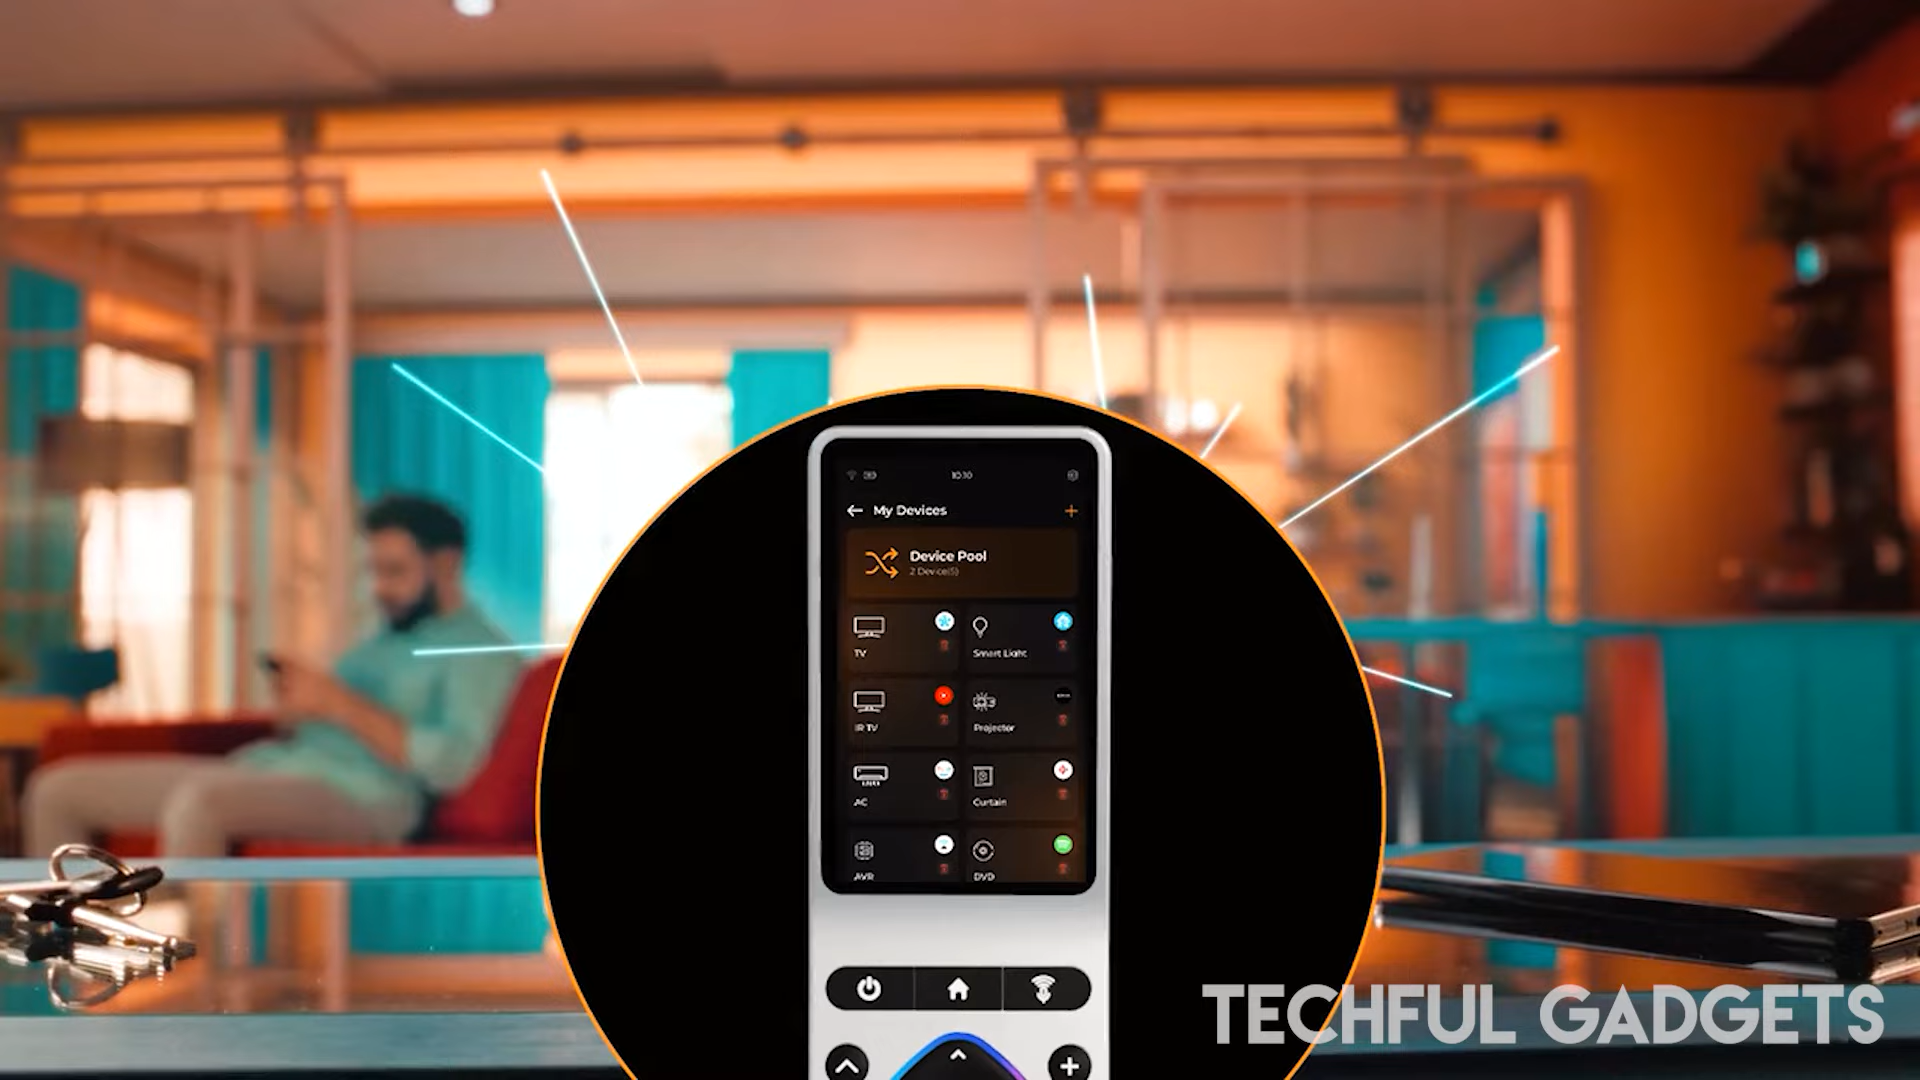 10:10
My Devices
Device Pool
2 Device(S)
TV
Smart Light
IR TV
Projector
AC
Curtain
AVR
DVD
TECHFUL GADGETS